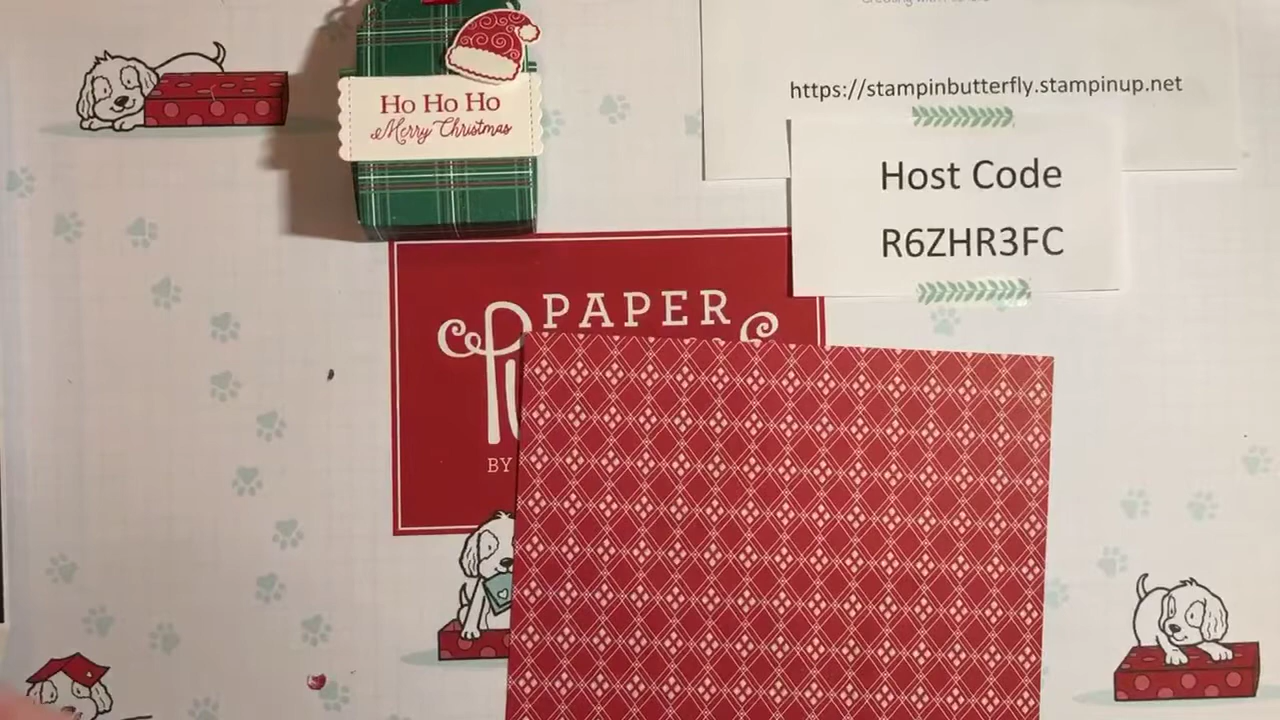 https://stampinbutterfly.stampinup.net
Ho Ho Ho
Merry Christmas
Host Code
R6ZHR3FC
PAPER
BY